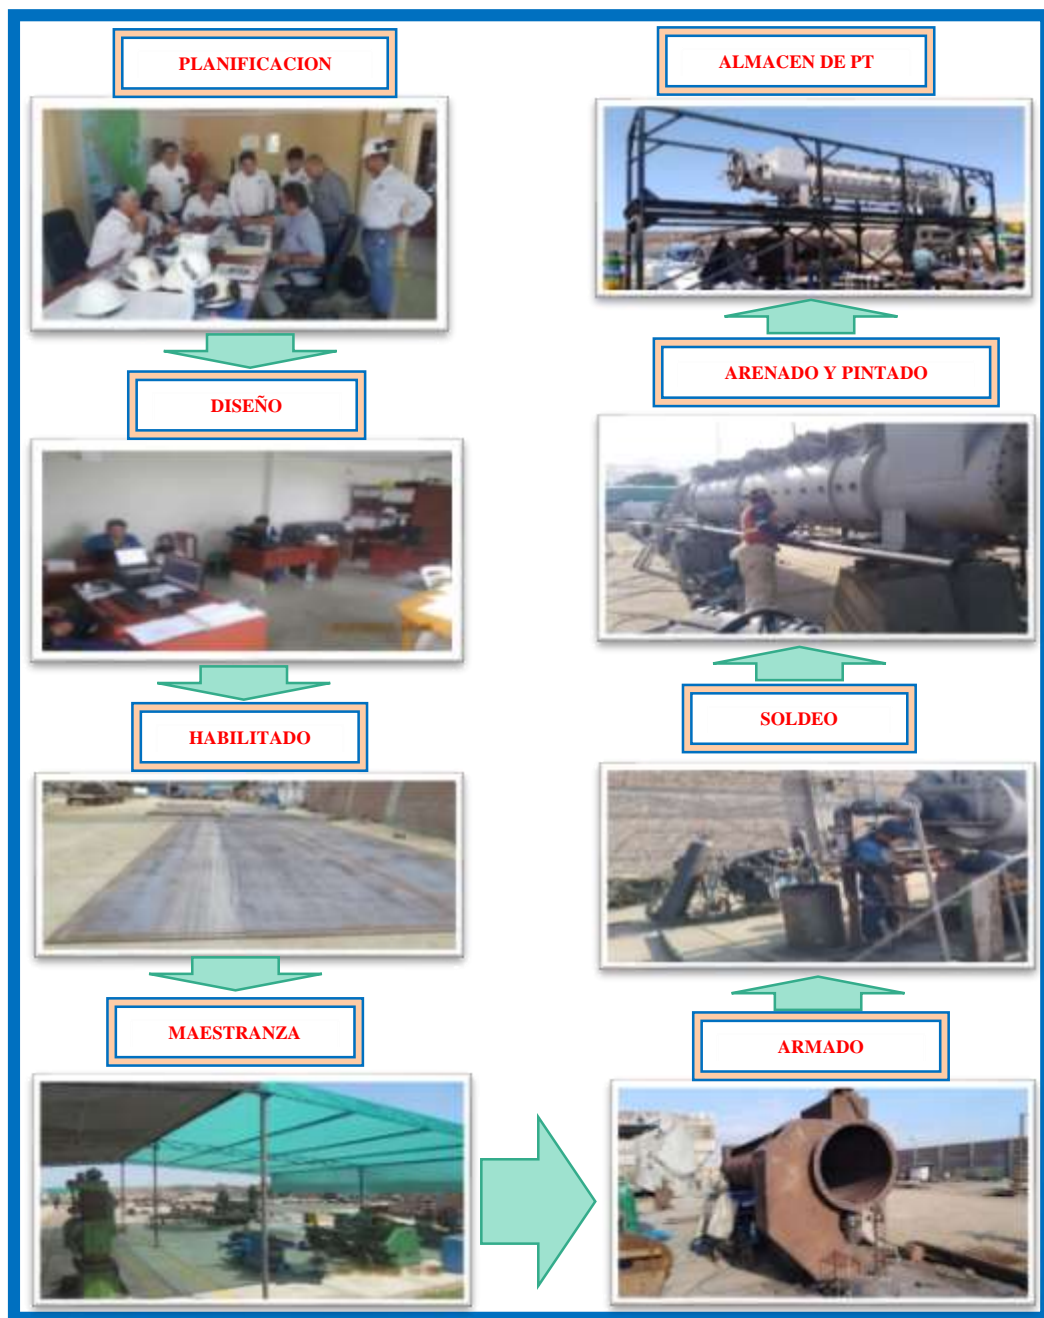 PLANIFICACION
DISEÑO
HABILITADO
MAESTRANZA
ARMADO
SOLDEO
ARENADO Y PINTADO
ALMACEN DE PT